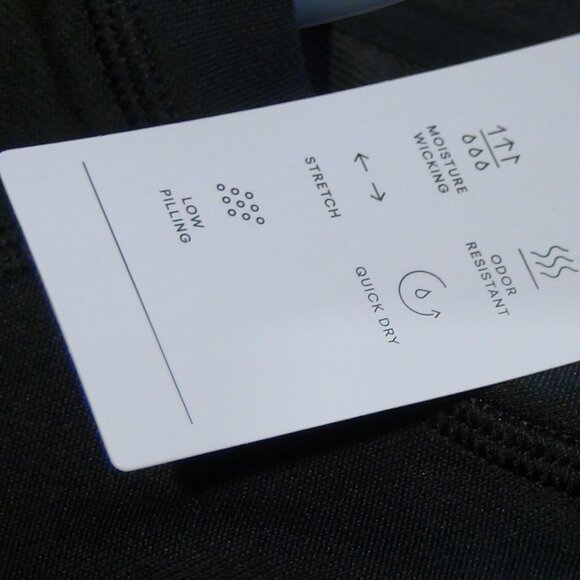 MOISTURE
WICKING
ODOR
RESISTANT
STRETCH
QUICK DRY
LOW
PILLING